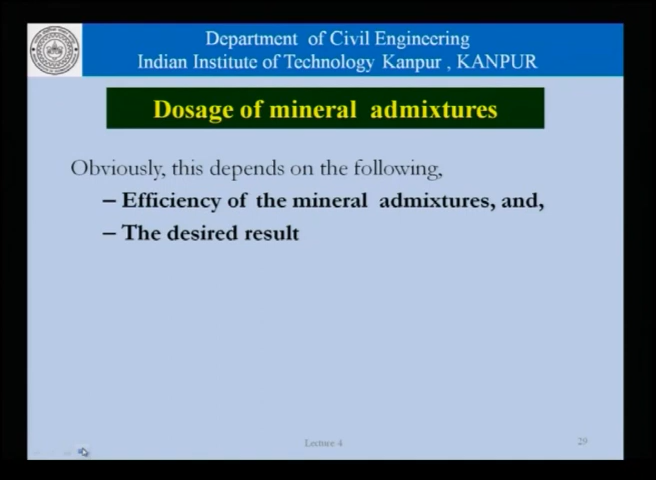 Department of Civil Engineering
Indian Institute of Technology Kanpur , KANPUR
Dosage of mineral admixtures
Obviously, this depends on the following,
– Efficiency of the mineral admixtures, and,
– The desired result
Lecture 4
29